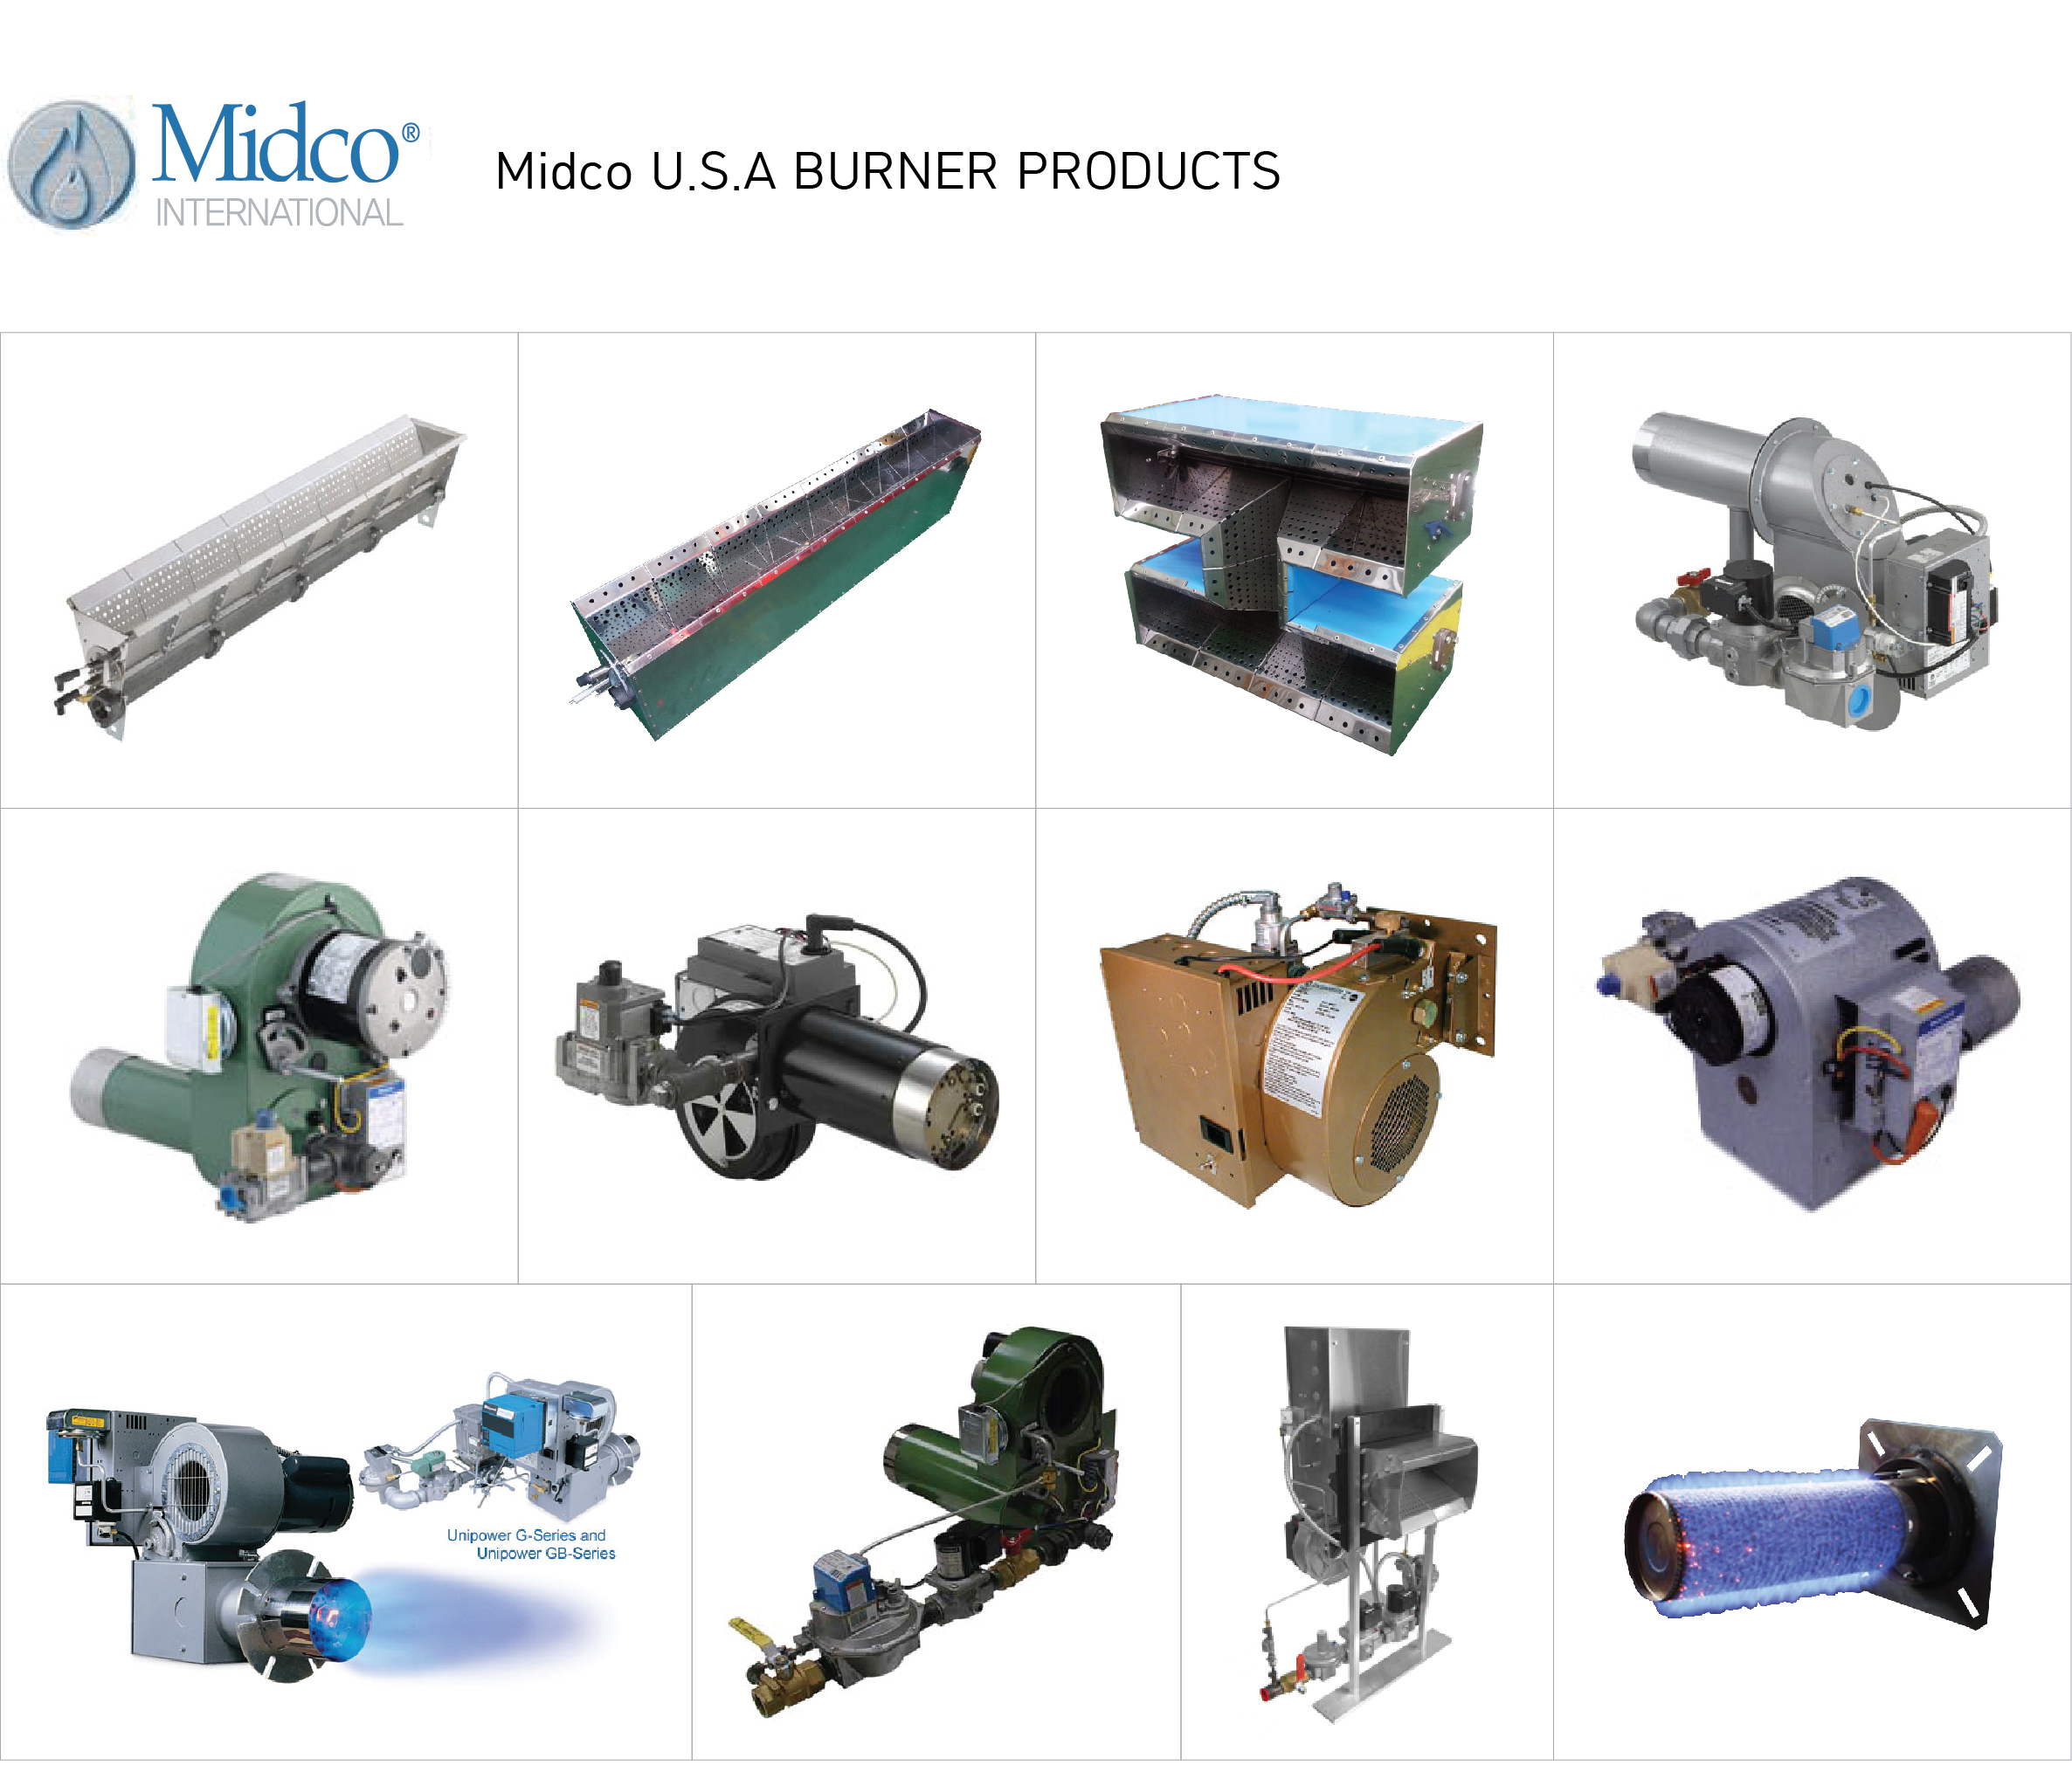 Midco®
INTERNATIONAL
Midco U.S.A BURNER PRODUCTS
Unipower G-Series and
Unipower GB-Series